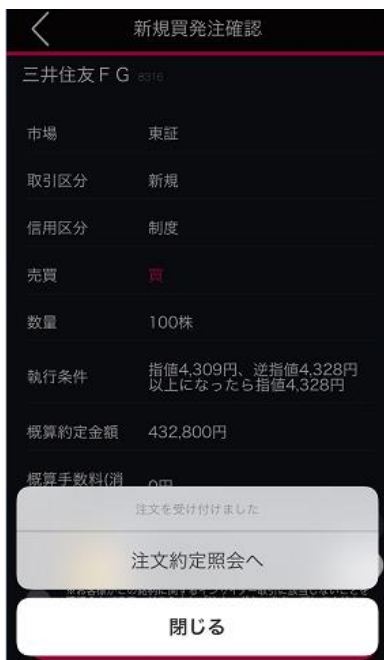 新規買発注確認
三井住友ＦＧ 8316
市場 東証
取引区分 新規
信用区分 制度
売買 買
数量 100株
執行条件 指値4,309円、逆指値4,328円
以上になったら指値4,328円
概算約定金額 432,800円
概算手数料(消 0円
注文を受け付けました
注文約定照会へ
閉じる